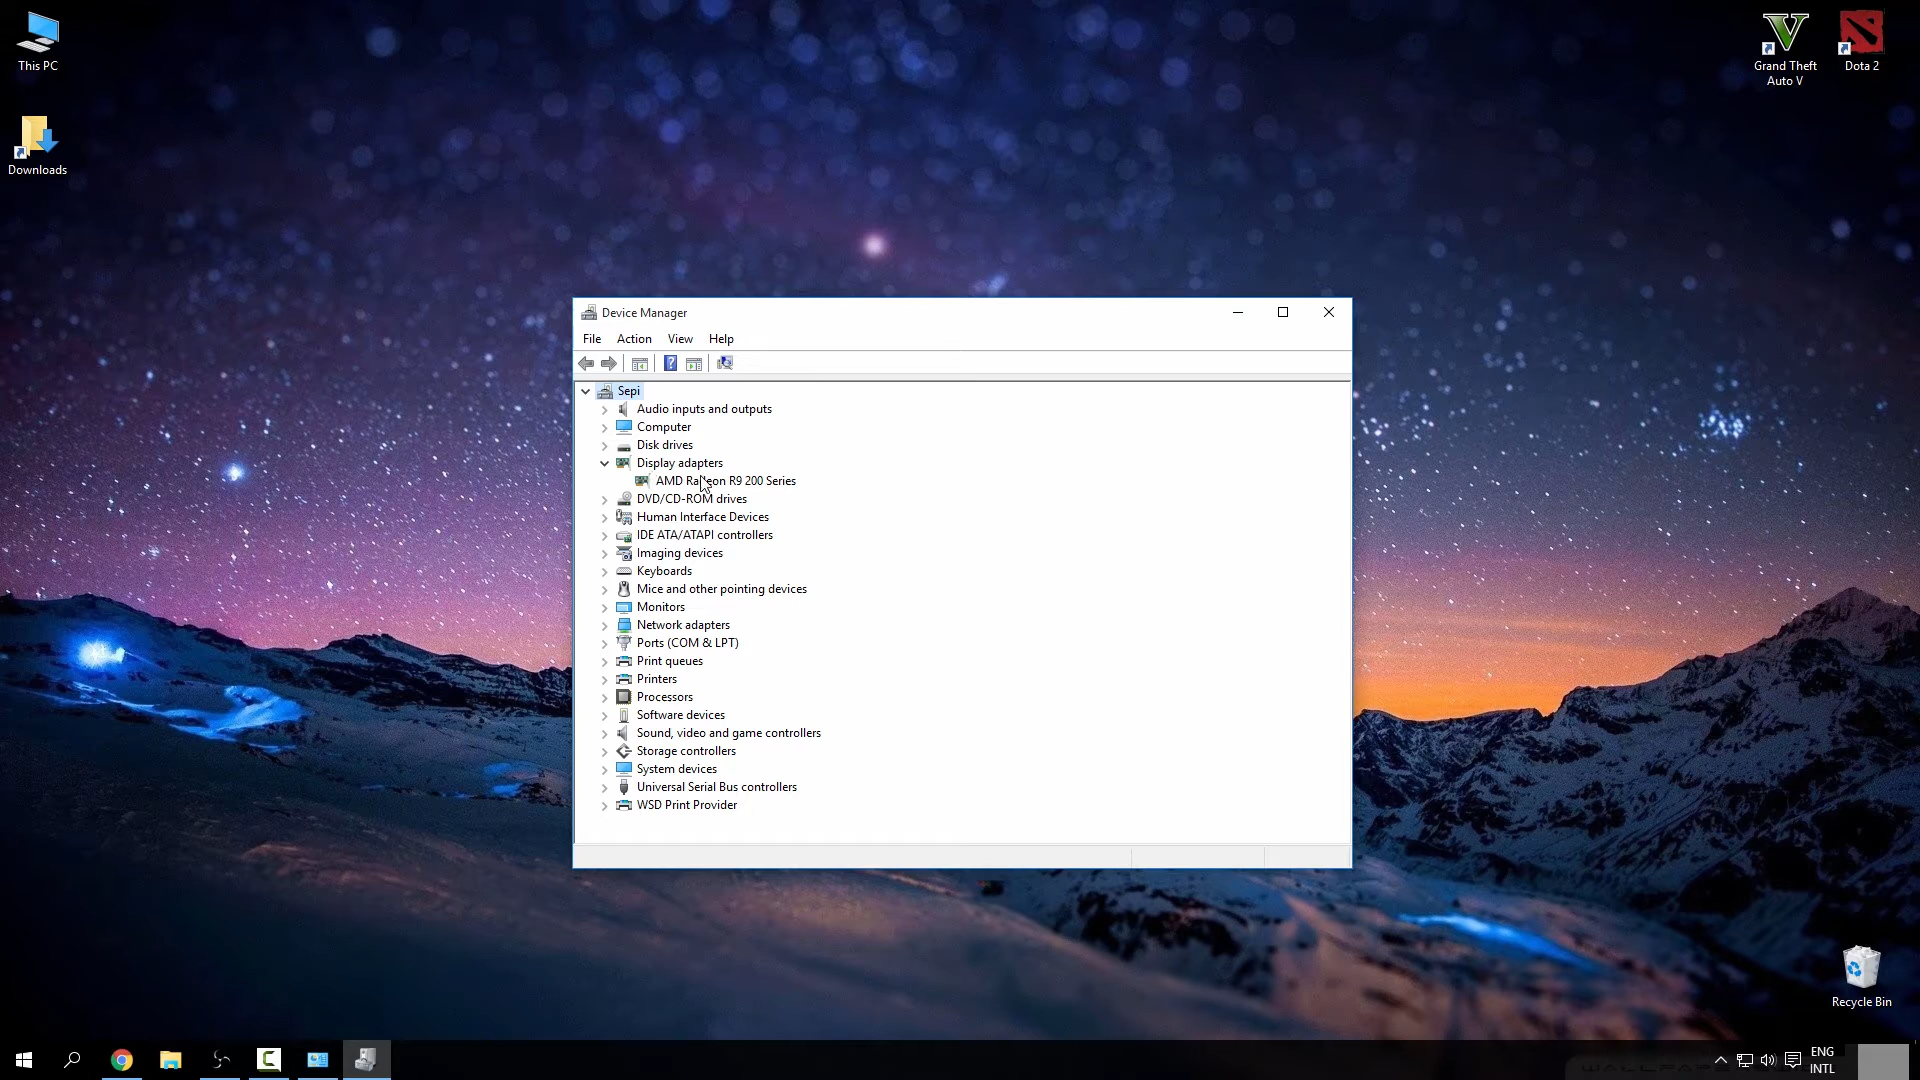 This PC
Downloads
Grand Theft
Auto V
Dota 2
Device Manager
File Action View Help
Sepi
Audio inputs and outputs
Computer
Disk drives
Display adapters
AMD Radeon R9 200 Series
DVD/CD-ROM drives
Human Interface Devices
IDE ATA/ATAPI controllers
Imaging devices
Keyboards
Mice and other pointing devices
Monitors
Network adapters
Ports (COM & LPT)
Print queues
Printers
Processors
Software devices
Sound, video and game controllers
Storage controllers
System devices
Universal Serial Bus controllers
WSD Print Provider
Recycle Bin
ENG
INTL